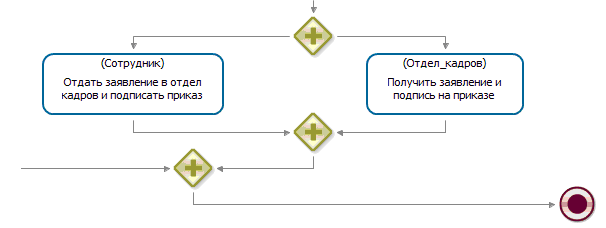 (Сотрудник)
Отдать заявление в отдел
кадров и подписать приказ
(Отдел_кадров)
Получить заявление и
подпись на приказе